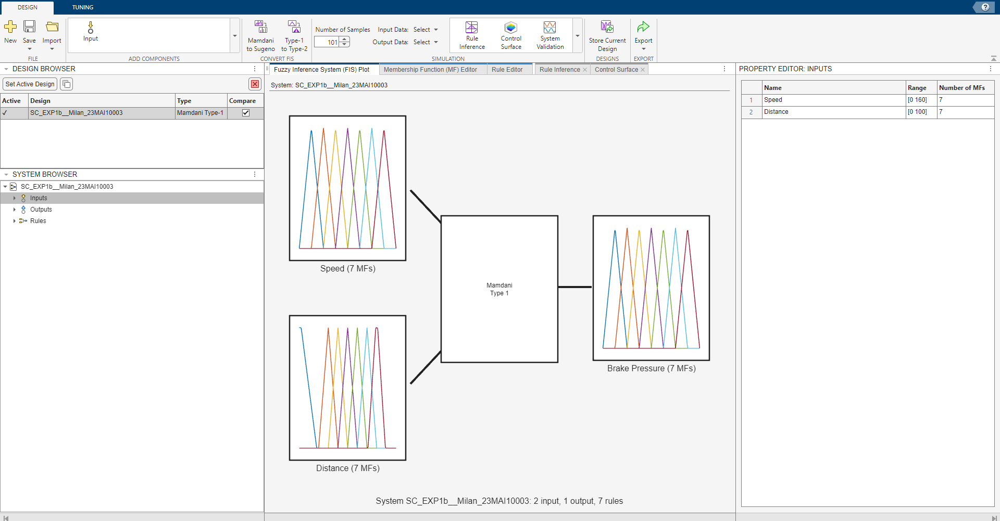 DESIGN TUNING
?
New Save Import
FILE
Input
ADD COMPONENTS
Mamdani to Sugeno
Type-1 to Type-2
CONVERT FIS
Number of Samples Input Data: Select
101 Output Data: Select
Rule Inference
Control Surface
System Validation
SIMULATION
Store Current Design
DESIGNS
Export
EXPORT
DESIGN BROWSER
Set Active Design
Active Design Type Compare
✓ SC_EXP1b__Milan_23MAI10003 Mamdani Type-1
SYSTEM BROWSER
SC_EXP1b__Milan_23MAI10003
Inputs
Outputs
Rules
Fuzzy Inference System (FIS) Plot Membership Function (MF) Editor Rule Editor Rule Inference Control Surface
System: SC_EXP1b__Milan_23MAI10003
Speed (7 MFs)
Mamdani
Type 1
Brake Pressure (7 MFs)
Distance (7 MFs)
System SC_EXP1b__Milan_23MAI10003: 2 input, 1 output, 7 rules
PROPERTY EDITOR: INPUTS
Name Range Number of MFs
1 Speed [0 160] 7
2 Distance [0 100] 7